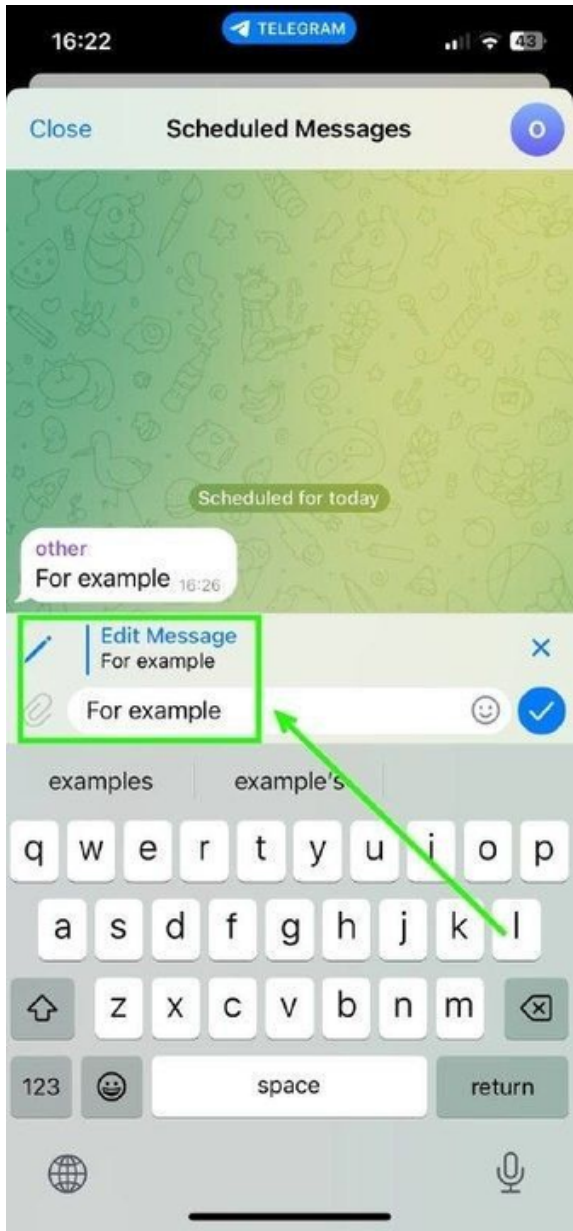 16:22
TELEGRAM
43
Close
Scheduled Messages
O
Scheduled for today
other
For example 16:26
Edit Message
For example
For example
examples
example's
q w e r t y u i o p
a s d f g h j k l
z x c v b n m
123
space
return